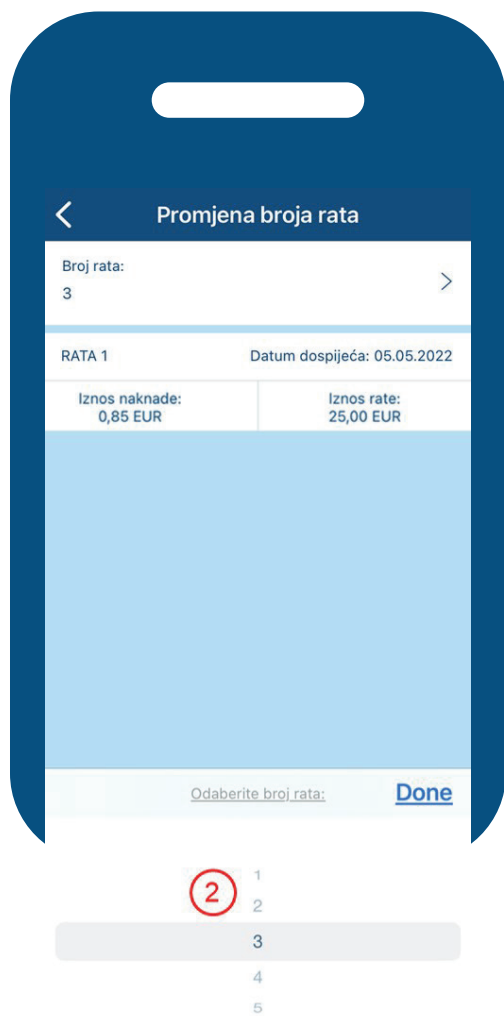 Promjena broja rata
Broj rata:
3
RATA 1 Datum dospijeća: 05.05.2022
Iznos naknade: Iznos rate:
0,85 EUR 25,00 EUR
Odaberite broj rata: Done
1
2 2
3
4
5